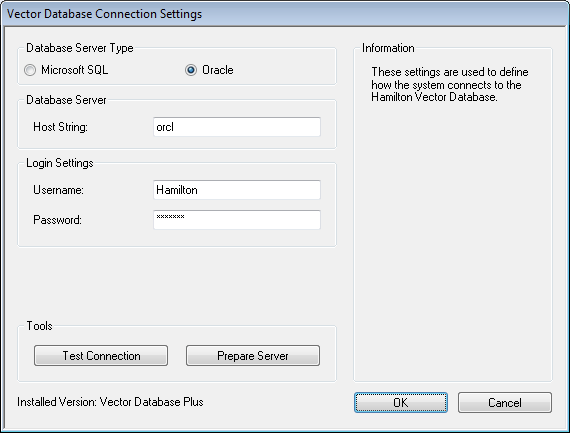 Vector Database Connection Settings
Database Server Type
Microsoft SQL
Oracle
Database Server
Host String:
orcl
Login Settings
Username:
Hamilton
Password:
*******
Tools
Test Connection
Prepare Server
Installed Version: Vector Database Plus
Information
These settings are used to define
how the system connects to the
Hamilton Vector Database.
OK
Cancel